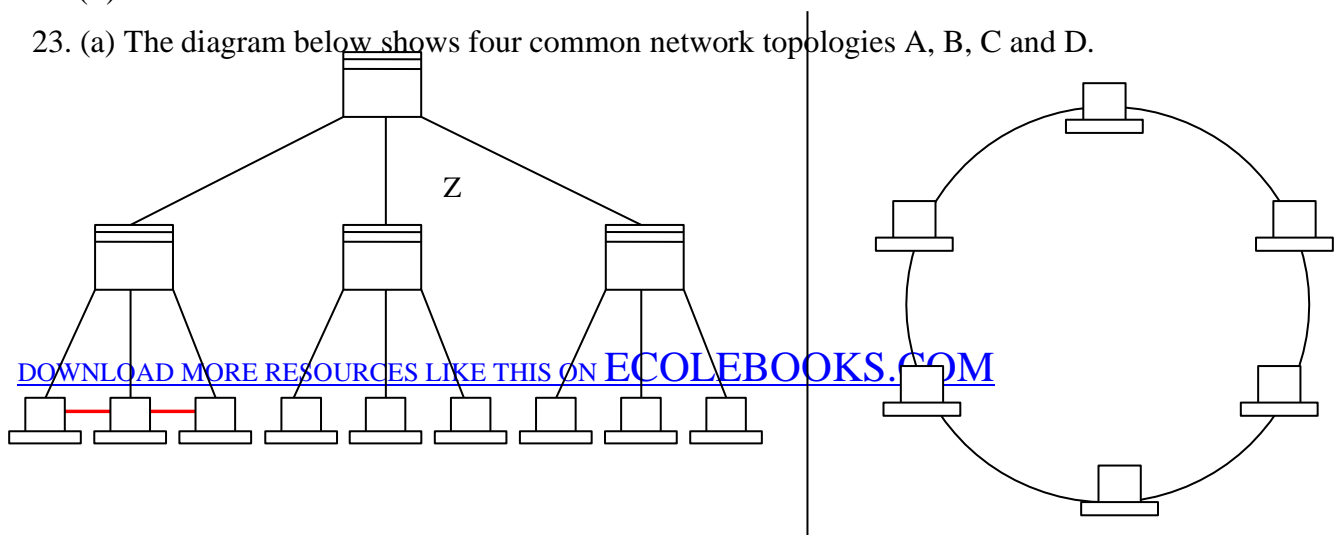 23. (a) The diagram below shows four common network topologies A, B, C and D.
Z
DOWNLOAD MORE RESOURCES LIKE THIS ON ECOLEBOOKS.COM